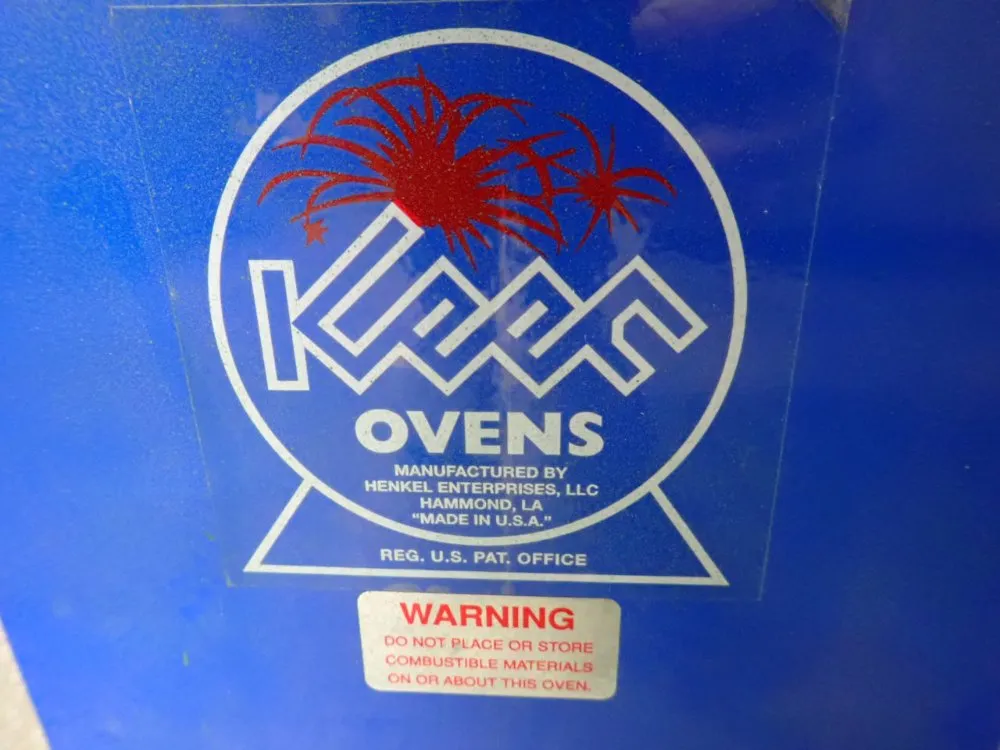 Keen
OVENS
MANUFACTURED BY
HENKEL ENTERPRISES, LLC
HAMMOND, LA
"MADE IN U.S.A."
REG. U.S. PAT. OFFICE
WARNING
DO NOT PLACE OR STORE
COMBUSTIBLE MATERIALS
ON OR ABOUT THIS OVEN.